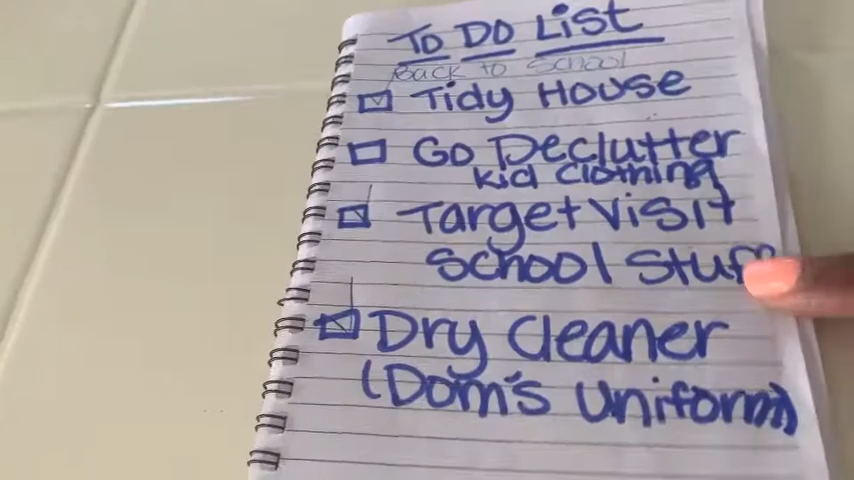 To Do List
Back to School
Tidy House
Go Declutter
kid clothing
Target Visit
School Stuff
Dry Cleaner
(Dom's Uniform)